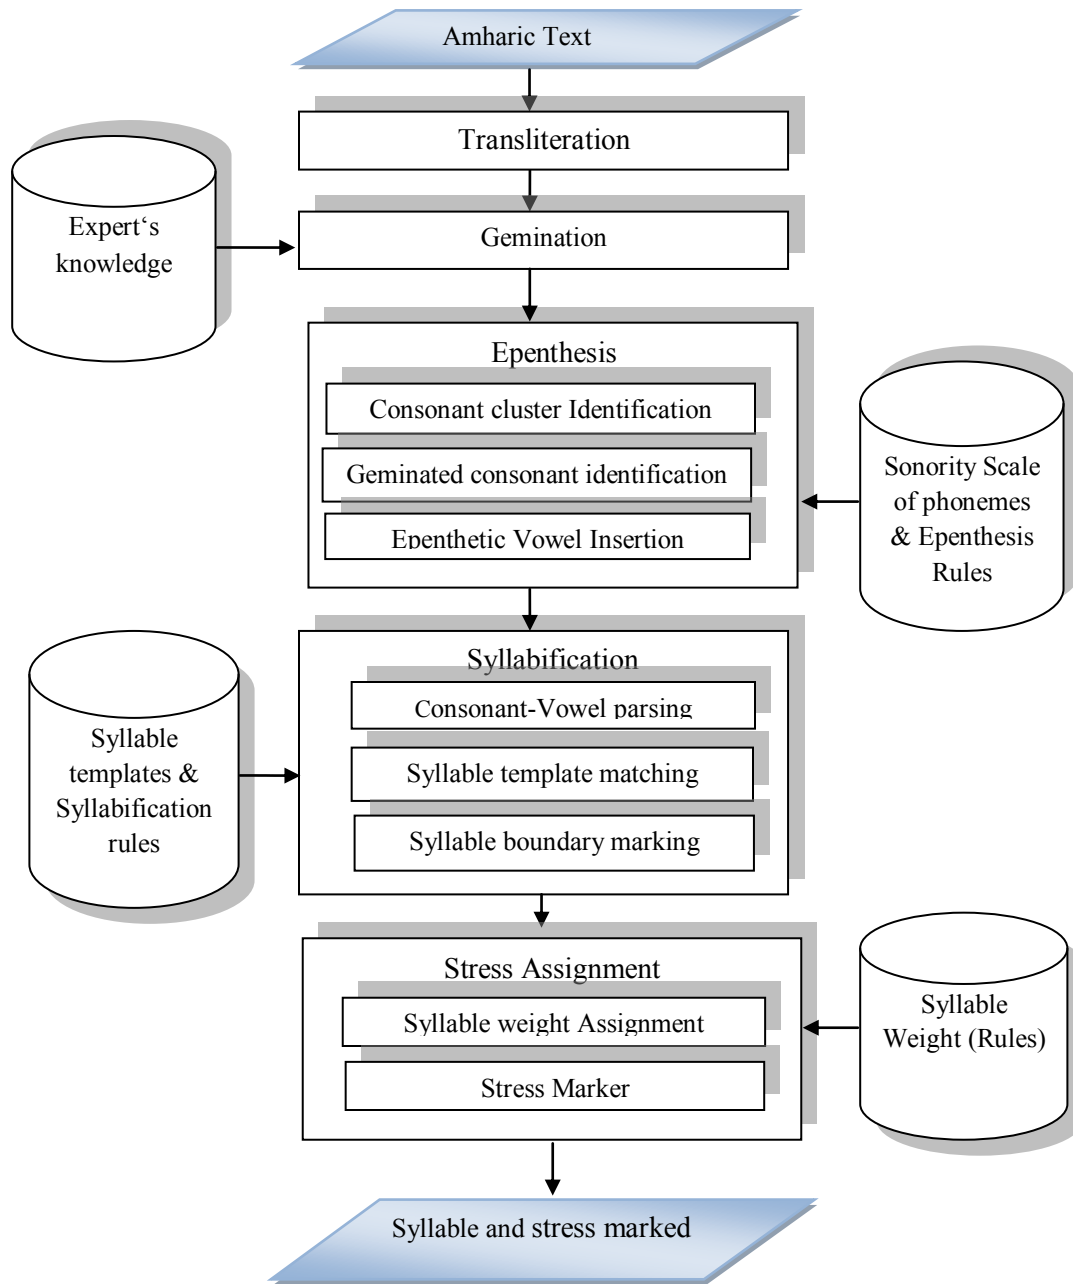 Amharic Text
Transliteration
Expert‘s
knowledge
Gemination
Epenthesis
Consonant cluster Identification
Geminated consonant identification
Epenthetic Vowel Insertion
Sonority Scale
of phonemes
& Epenthesis
Rules
Syllabification
Consonant-Vowel parsing
Syllable template matching
Syllable boundary marking
Syllable
templates &
Syllabification
rules
Stress Assignment
Syllable weight Assignment
Stress Marker
Syllable
Weight (Rules)
Syllable and stress marked